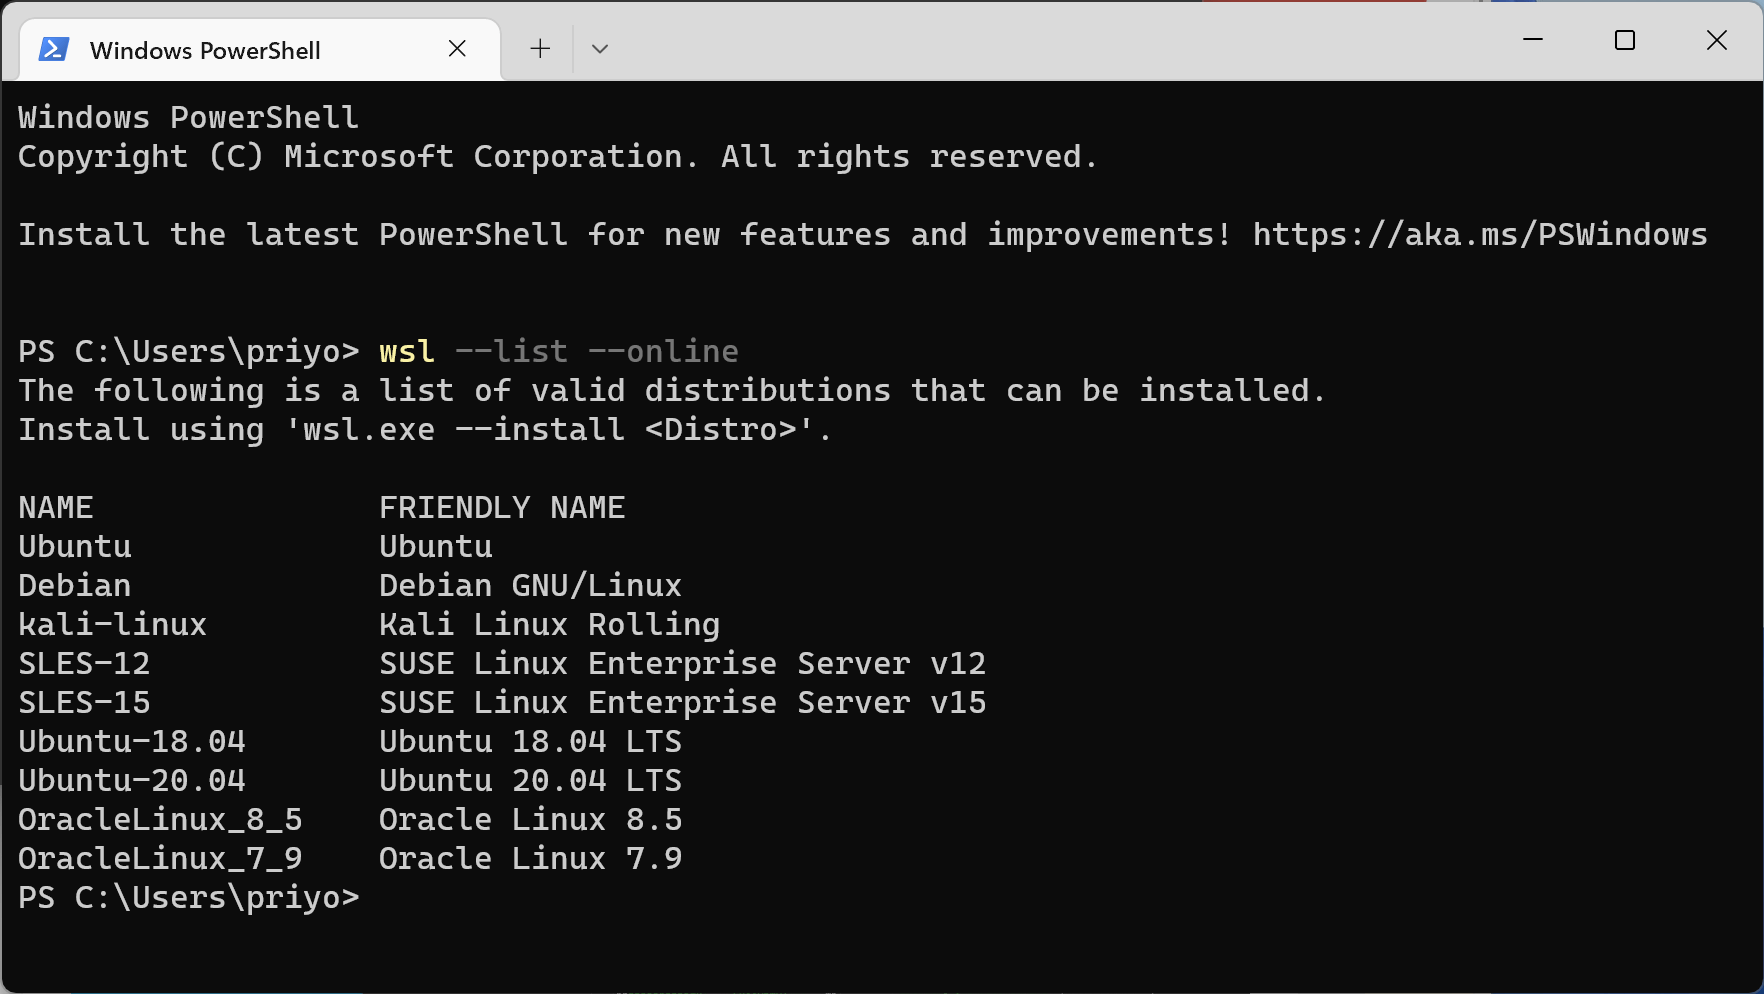 Windows PowerShell
Windows PowerShell
Copyright (C) Microsoft Corporation. All rights reserved.
Install the latest PowerShell for new features and improvements! https://aka.ms/PSWindows
PS C:\Users\priyo> wsl --list --online
The following is a list of valid distributions that can be installed.
Install using 'wsl.exe --install <Distro>'.
NAME FRIENDLY NAME
Ubuntu Ubuntu
Debian Debian GNU/Linux
kali-linux Kali Linux Rolling
SLES-12 SUSE Linux Enterprise Server v12
SLES-15 SUSE Linux Enterprise Server v15
Ubuntu-18.04 Ubuntu 18.04 LTS
Ubuntu-20.04 Ubuntu 20.04 LTS
OracleLinux_8_5 Oracle Linux 8.5
OracleLinux_7_9 Oracle Linux 7.9
PS C:\Users\priyo>